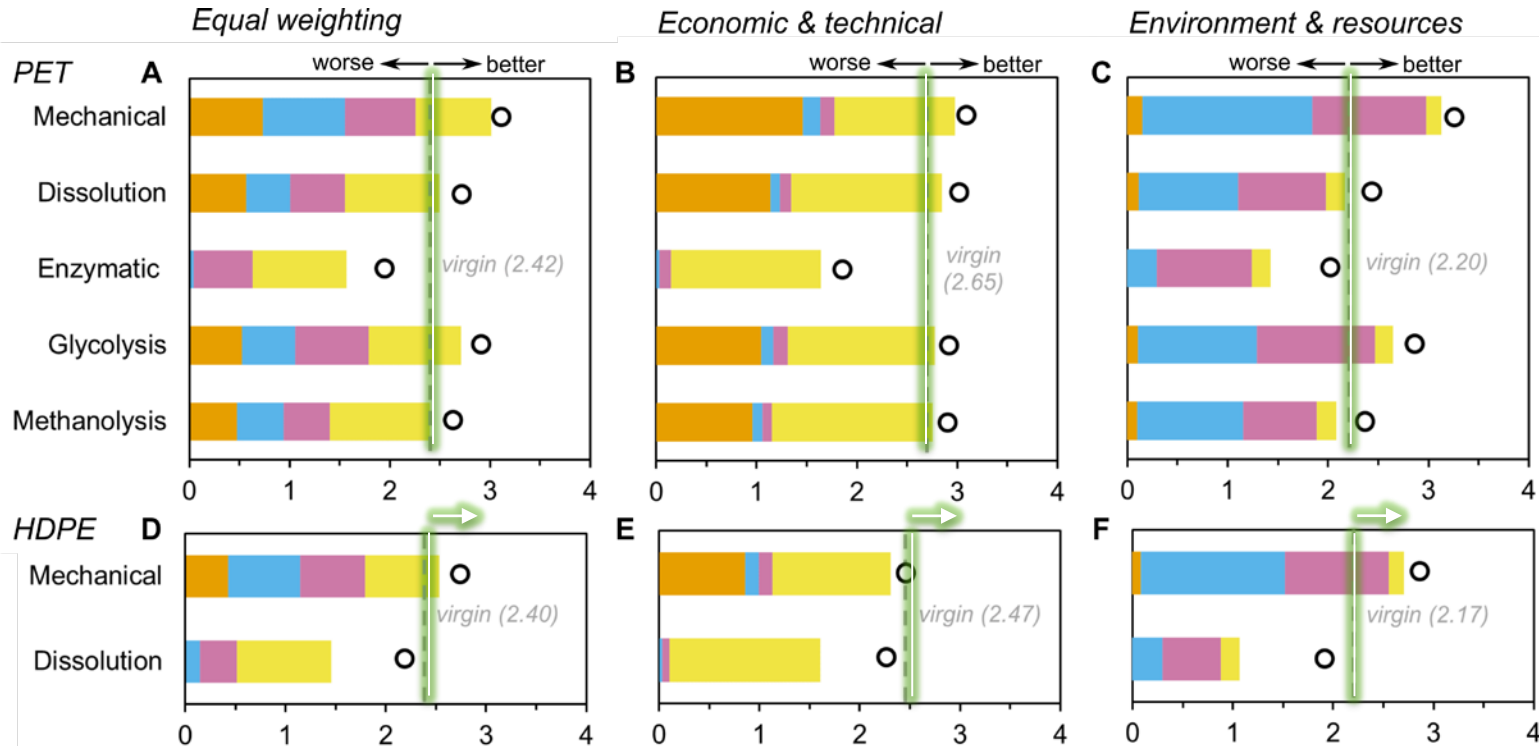 Equal weighting
Economic & technical
Environment & resources
PET
A
worse
better
B
worse
better
C
worse
better
Mechanical
Dissolution
Enzymatic
Glycolysis
Methanolysis
virgin (2.42)
virgin
(2.65)
virgin (2.20)
0 1 2 3 4
0 1 2 3 4
0 1 2 3 4
HDPE
D
E
F
Mechanical
Dissolution
virgin (2.40)
virgin (2.47)
virgin (2.17)
0 1 2 3 4
0 1 2 3 4
0 1 2 3 4